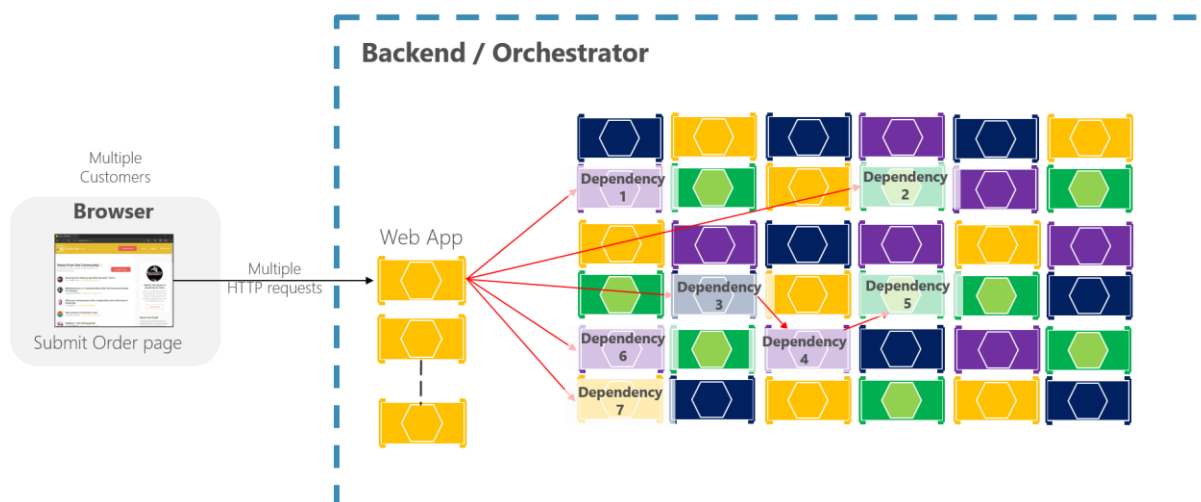 Backend / Orchestrator
Multiple
Customers
Browser
Submit Order page
Multiple
HTTP requests
Web App
Dependency
1
Dependency
2
Dependency
3
Dependency
5
Dependency
6
Dependency
4
Dependency
7